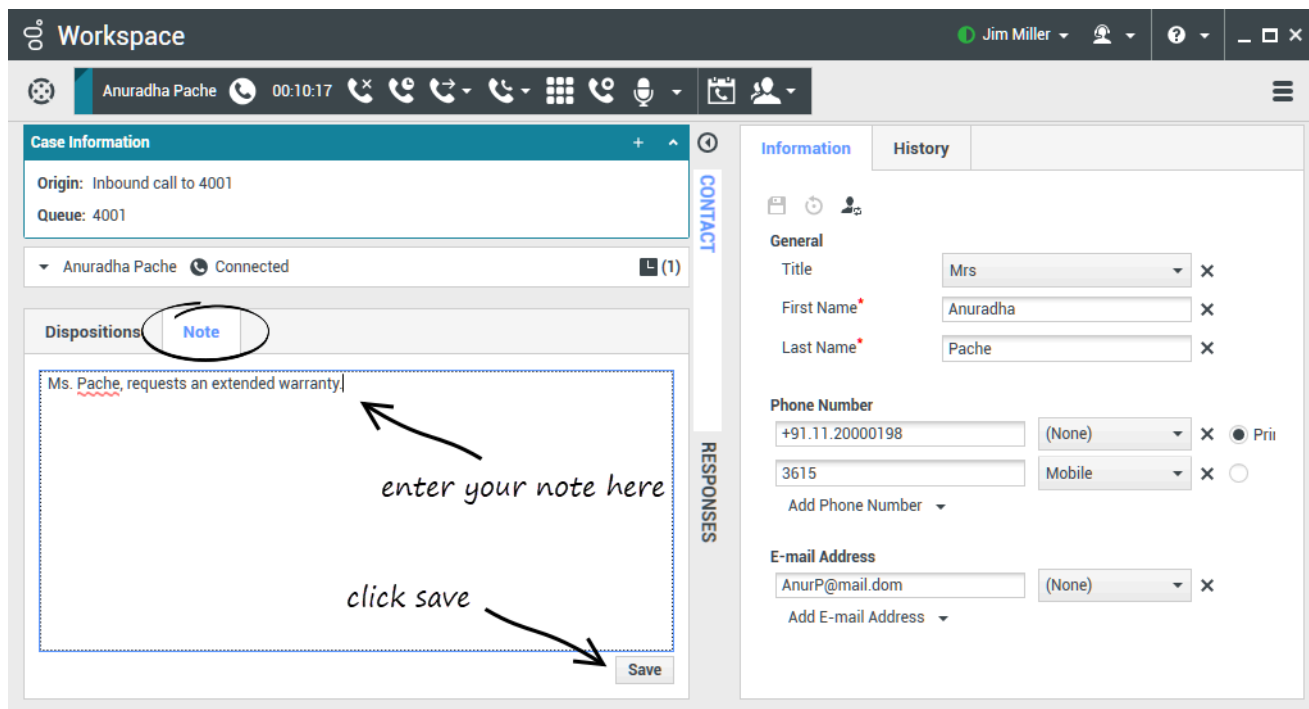 Workspace
Jim Miller
Anuradha Pache 00:10:17
Case Information
Origin: Inbound call to 4001
Queue: 4001
Anuradha Pache Connected (1)
Dispositions Note
Ms. Pache, requests an extended warranty.
enter your note here
click save
Save
CONTACT
RESPONSES
Information History
General
Title Mrs
First Name* Anuradha
Last Name* Pache
Phone Number
+91.11.20000198 (None) Pri
3615 Mobile
Add Phone Number
E-mail Address
AnurP@mail.dom (None)
Add E-mail Address